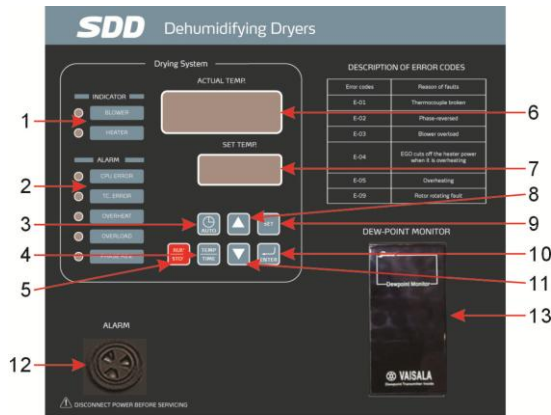 SDD Dehumidifying Dryers
Drying System
ACTUAL TEMP.
INDICATOR
BLOWER
HEATER
SET TEMP.
ALARM
CPU ERROR
TC. ERROR
OVERHEAT
OVERLOAD
AUTO
SET
RUN
STOP
TEMP
TIME
ENTER
DESCRIPTION OF ERROR CODES
Error codes Reason of faults
E-01 Thermocouple broken
E-02 Phase-reversed
E-03 Blower overload
E-04 EGO cuts off the heater power
when it is overheating
E-05 Overheating
E-09 Rotor rotating fault
DEW-POINT MONITOR
Dewpoint Monitor
VAISALA
Dewpoint Transmitter Inside
ALARM
DISCONNECT POWER BEFORE SERVICING
1
2
3
4
5
12
6
7
8
9
10
11
13